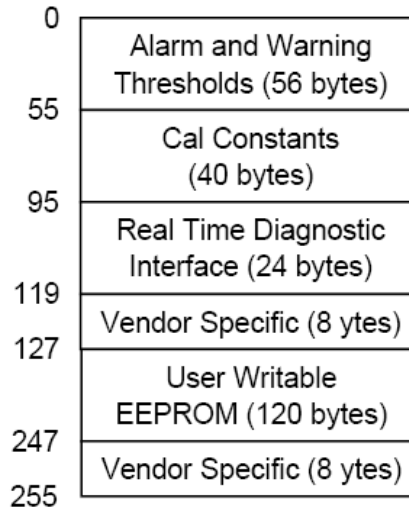 0
Alarm and Warning
Thresholds (56 bytes)
55
Cal Constants
(40 bytes)
95
Real Time Diagnostic
Interface (24 bytes)
119
Vendor Specific (8 ytes)
127
User Writable
EEPROM (120 bytes)
247
Vendor Specific (8 ytes)
255